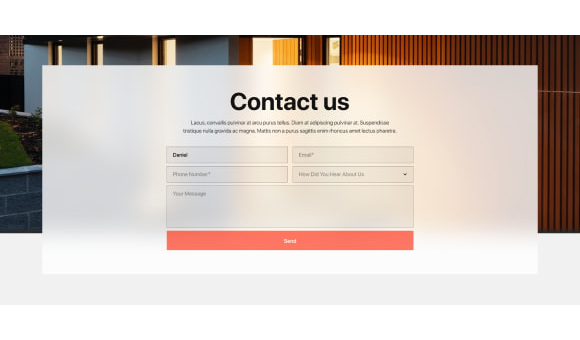 Contact us
Lacus, convallis pulvinar at arcu purus tellus. Diam at adipiscing pulvinar at. Suspendisse
tristique nulla gravida ac magna. Mattis non a purus sagittis enim rhoncus amet lectus pharetra.
Daniel
Email*
Phone Number*
How Did You Hear About Us
Your Message
Send